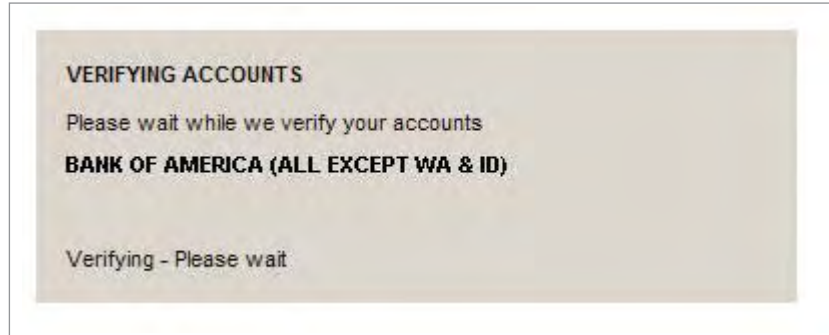 VERIFYING ACCOUNTS
Please wait while we verify your accounts
BANK OF AMERICA (ALL EXCEPT WA & ID)
Verifying - Please wait